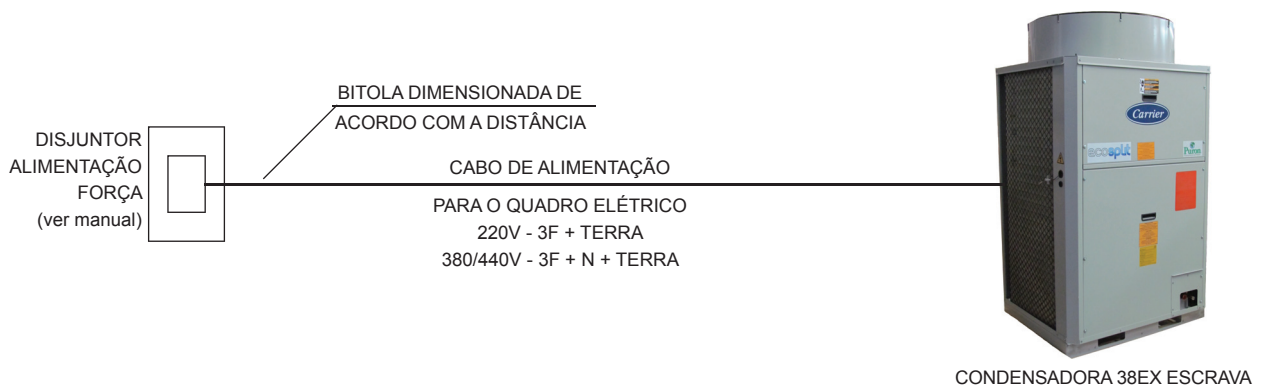 DISJUNTOR
ALIMENTAÇÃO
FORÇA
(ver manual)
BITOLA DIMENSIONADA DE
ACORDO COM A DISTÂNCIA
CABO DE ALIMENTAÇÃO
PARA O QUADRO ELÉTRICO
220V - 3F + TERRA
380/440V - 3F + N + TERRA
Carrier
ecosplit
Puron
CONDENSADORA 38EX ESCRAVA